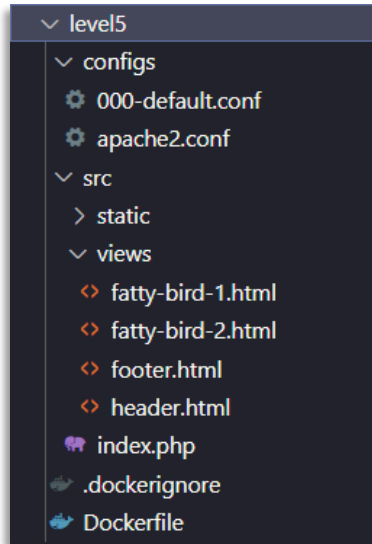 level5
configs
000-default.conf
apache2.conf
src
static
views
fatty-bird-1.html
fatty-bird-2.html
footer.html
header.html
index.php
.dockerignore
Dockerfile